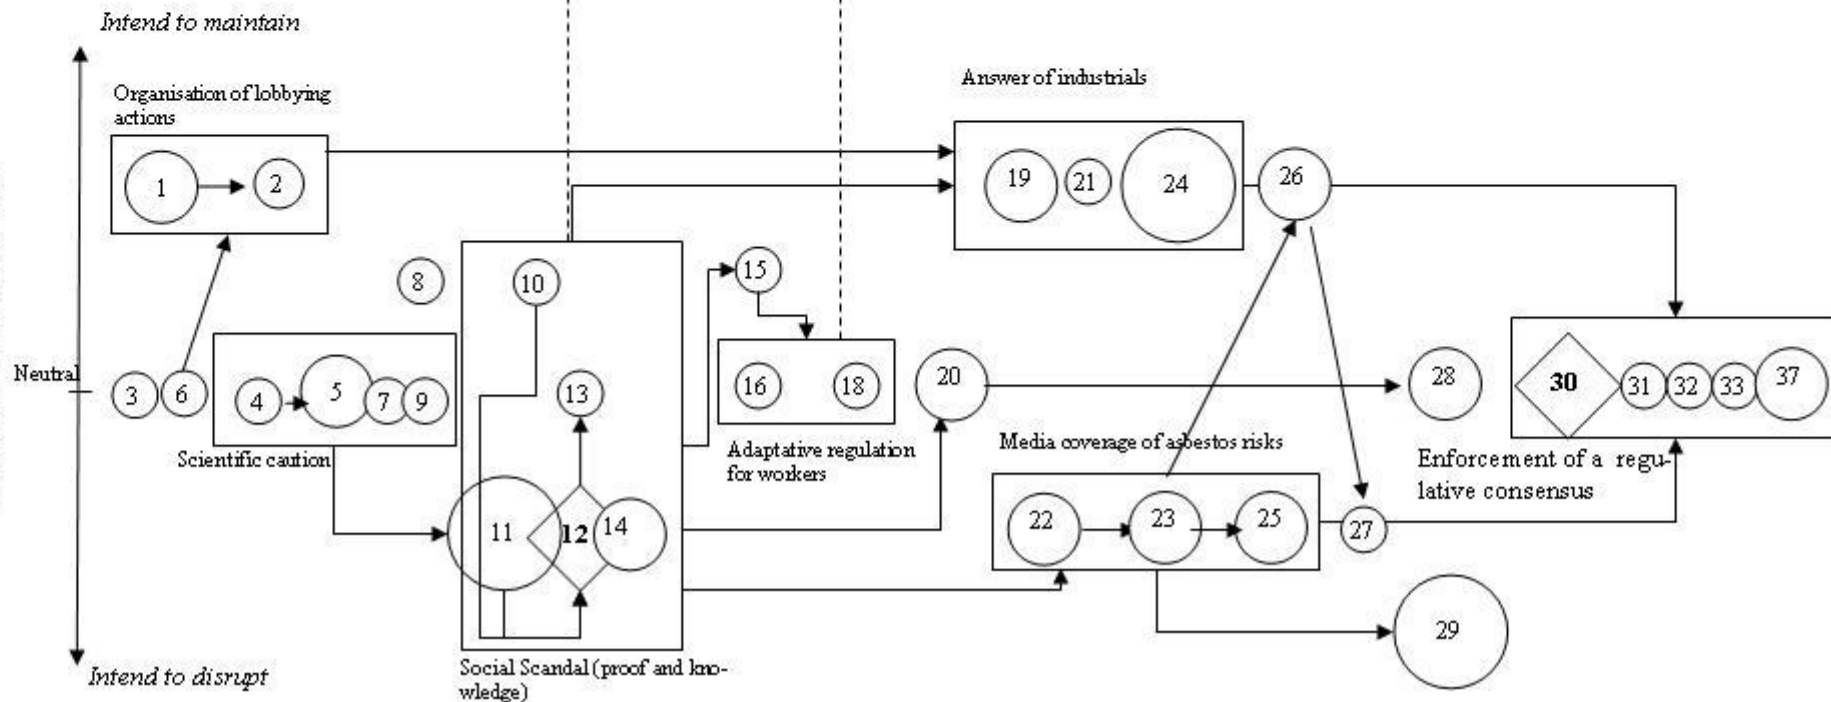 Intend to maintain
Organisation of lobbying
actions
Answer of industrials
1
2
19
21
24
26
8
10
15
Neutral
3
6
4
5
7
9
13
16
18
20
28
30
31
32
33
37
Scientific caution
Adaptative regulation
for workers
Media coverage of asbestos risks
Enforcement of a regu-
lative consensus
11
12
14
22
23
25
27
29
Social Scandal (proof and kno-
wledge)
Intend to disrupt